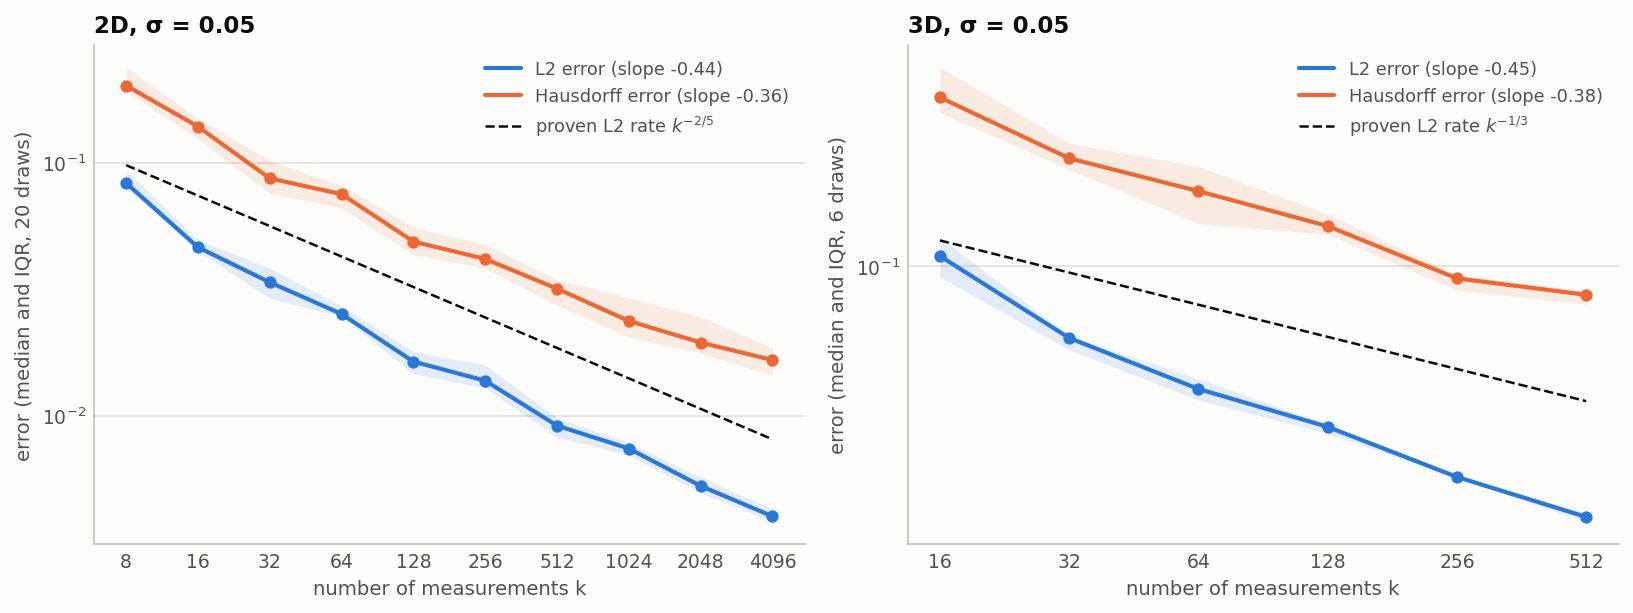 2D, σ = 0.05
error (median and IQR, 20 draws)
10⁻¹
10⁻²
L2 error (slope -0.44)
Hausdorff error (slope -0.36)
proven L2 rate k⁻²/⁵
8 16 32 64 128 256 512 1024 2048 4096
number of measurements k
3D, σ = 0.05
error (median and IQR, 6 draws)
10⁻¹
L2 error (slope -0.45)
Hausdorff error (slope -0.38)
proven L2 rate k⁻¹/³
16 32 64 128 256 512
number of measurements k